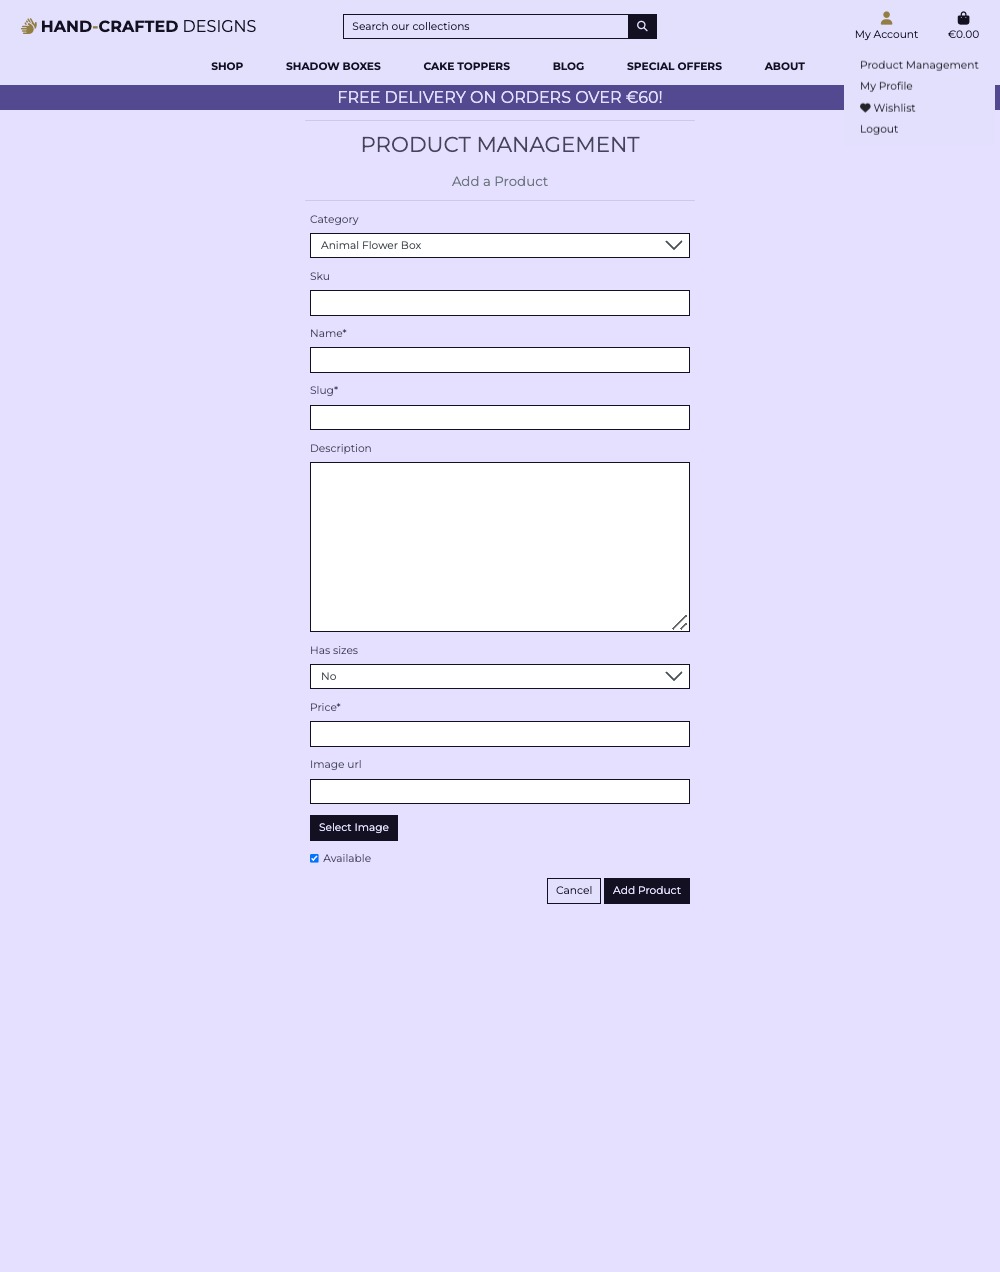 HAND-CRAFTED DESIGNS
Search our collections
My Account
€0.00
SHOP
SHADOW BOXES
CAKE TOPPERS
BLOG
SPECIAL OFFERS
ABOUT
Product Management
My Profile
Wishlist
Logout
FREE DELIVERY ON ORDERS OVER €60!
PRODUCT MANAGEMENT
Add a Product
Category
Animal Flower Box
Sku
Name*
Slug*
Description
Has sizes
No
Price*
Image url
Select Image
Available
Cancel
Add Product